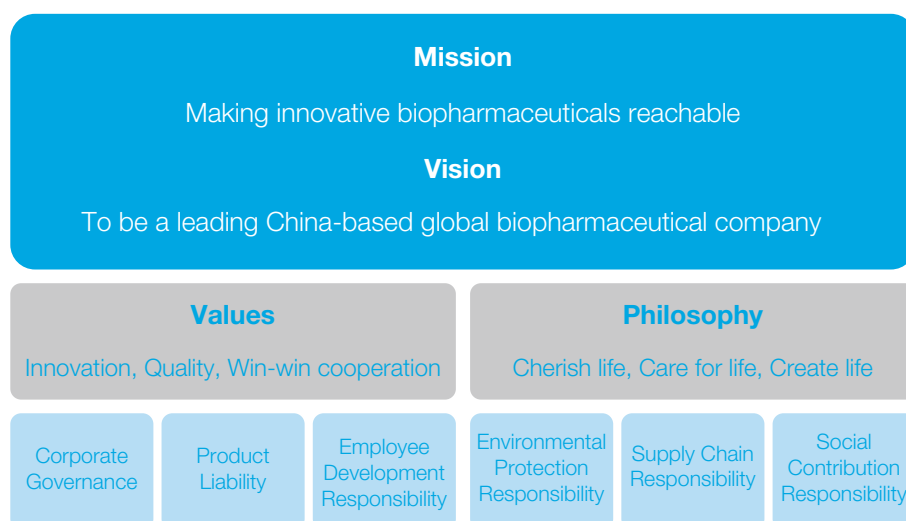 Mission
Making innovative biopharmaceuticals reachable
Vision
To be a leading China-based global biopharmaceutical company
Values
Innovation, Quality, Win-win cooperation
Philosophy
Cherish life, Care for life, Create life
Corporate
Governance
Product
Liability
Employee
Development
Responsibility
Environmental
Protection
Responsibility
Supply Chain
Responsibility
Social
Contribution
Responsibility